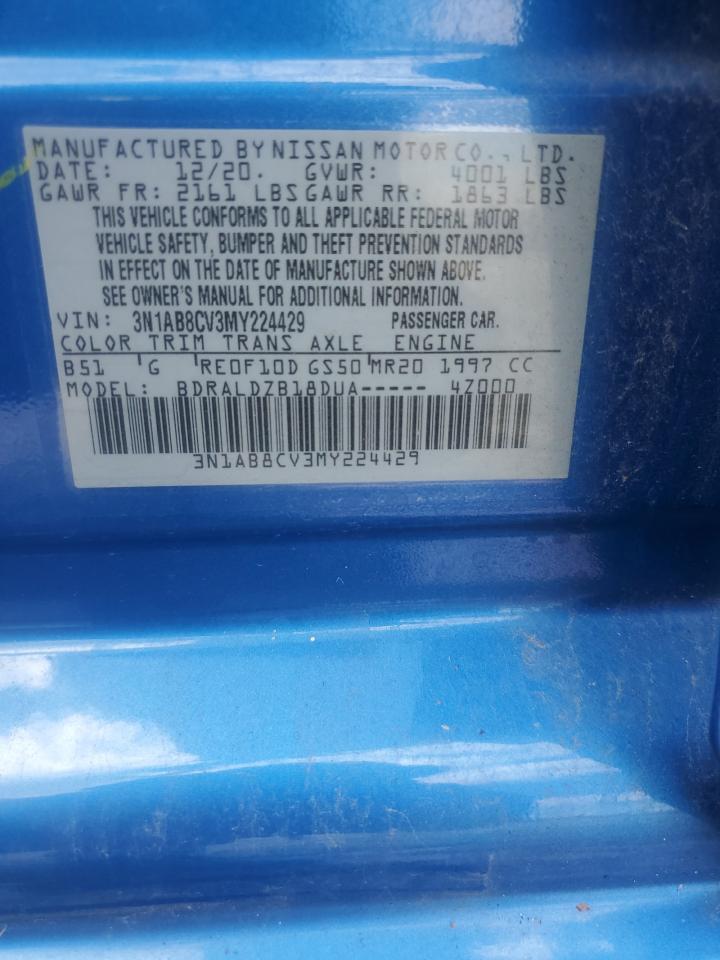 MANUFACTURED BY NISSAN MOTOR CO., LTD.
DATE: 12/20. GVWR: 4001 LBS
GAWR FR: 2161 LBS GAWR RR: 1863 LBS
THIS VEHICLE CONFORMS TO ALL APPLICABLE FEDERAL MOTOR
VEHICLE SAFETY, BUMPER AND THEFT PREVENTION STANDARDS
IN EFFECT ON THE DATE OF MANUFACTURE SHOWN ABOVE.
SEE OWNER'S MANUAL FOR ADDITIONAL INFORMATION.
VIN: 3N1AB8CV3MY224429 PASSENGER CAR.
COLOR TRIM TRANS AXLE ENGINE
B51 G RE0F10D GS50 MR20 1997 CC
MODEL: BDRALDZB18DUA----- 4Z000
3N1AB8CV3MY224429